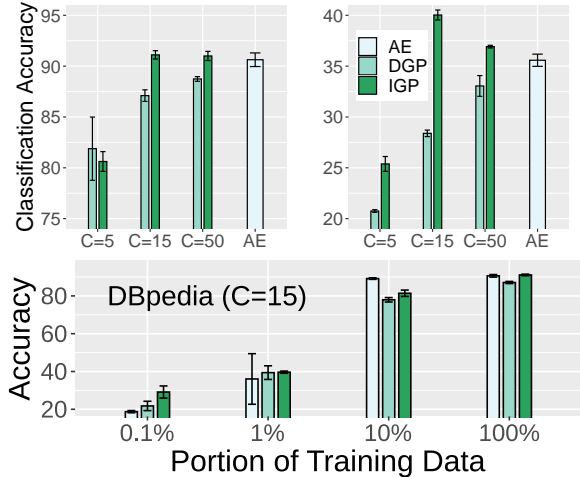 Classification Accuracy
95
90
85
80
75
C=5 C=15 C=50 AE
40
35
30
25
20
AE
DGP
IGP
C=5 C=15 C=50 AE
Accuracy
80
60
40
20
DBpedia (C=15)
0.1% 1% 10% 100%
Portion of Training Data